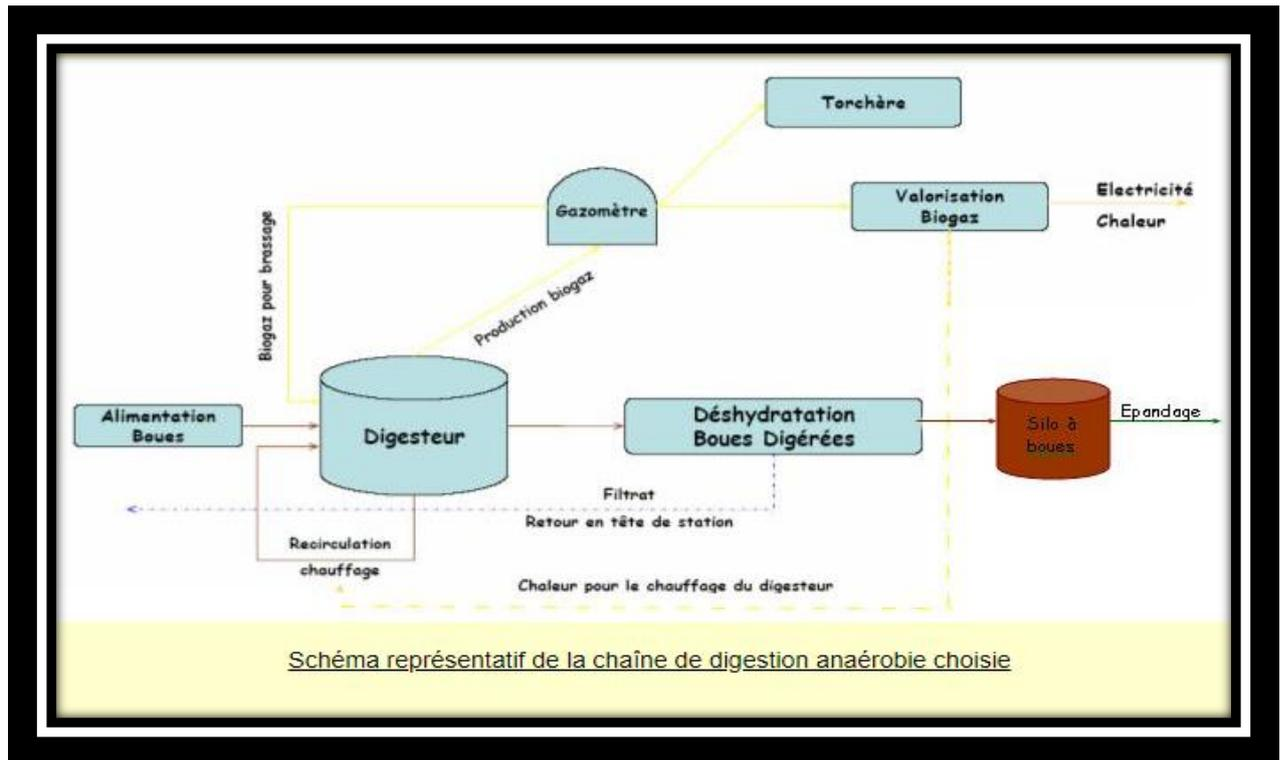 Torchère
Gazomètre
Valorisation
Biogaz
Electricité
Chaleur
Biogaz pour brassage
Production biogaz
Alimentation
Boues
Digesteur
Déshydratation
Boues Digérées
Silo à
boues
Epandage
Filtrat
Retour en tête de station
Recirculation
chauffage
Chaleur pour le chauffage du digesteur
Schéma représentatif de la chaîne de digestion anaérobie choisie